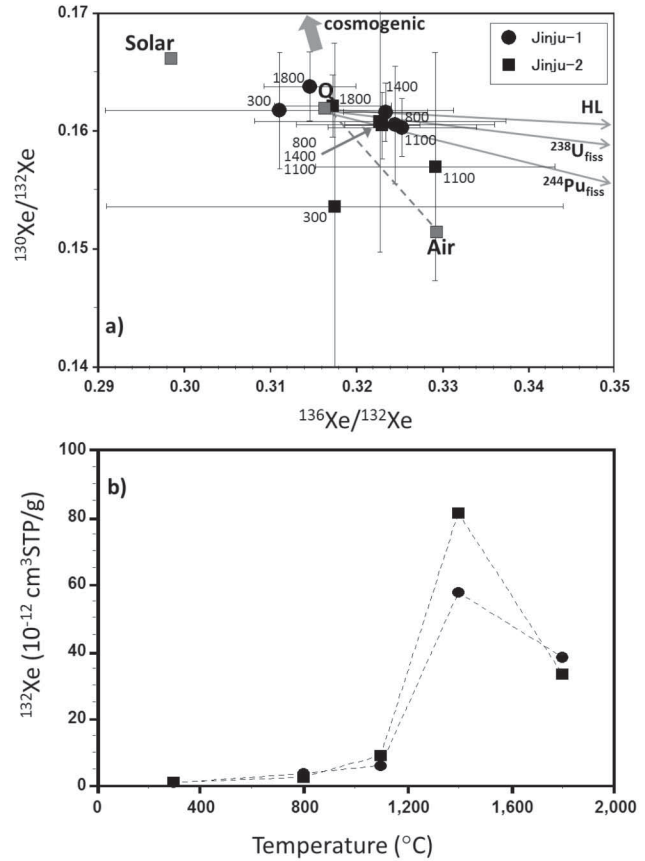 0.17
cosmogenic
Solar
Jinju-1
Jinju-2
1800
Q
1800
1400
300
HL
0.16
800
1100
²³⁸U_fiss
800
1400
1100
²⁴⁴Pu_fiss
1100
300
¹³⁰Xe/¹³²Xe
0.15
Air
a)
0.14
0.29 0.30 0.31 0.32 0.33 0.34 0.35
¹³⁶Xe/¹³²Xe
100
b)
80
60
40
20
0
¹³²Xe (10⁻¹² cm³STP/g)
0 400 800 1,200 1,600 2,000
Temperature (°C)